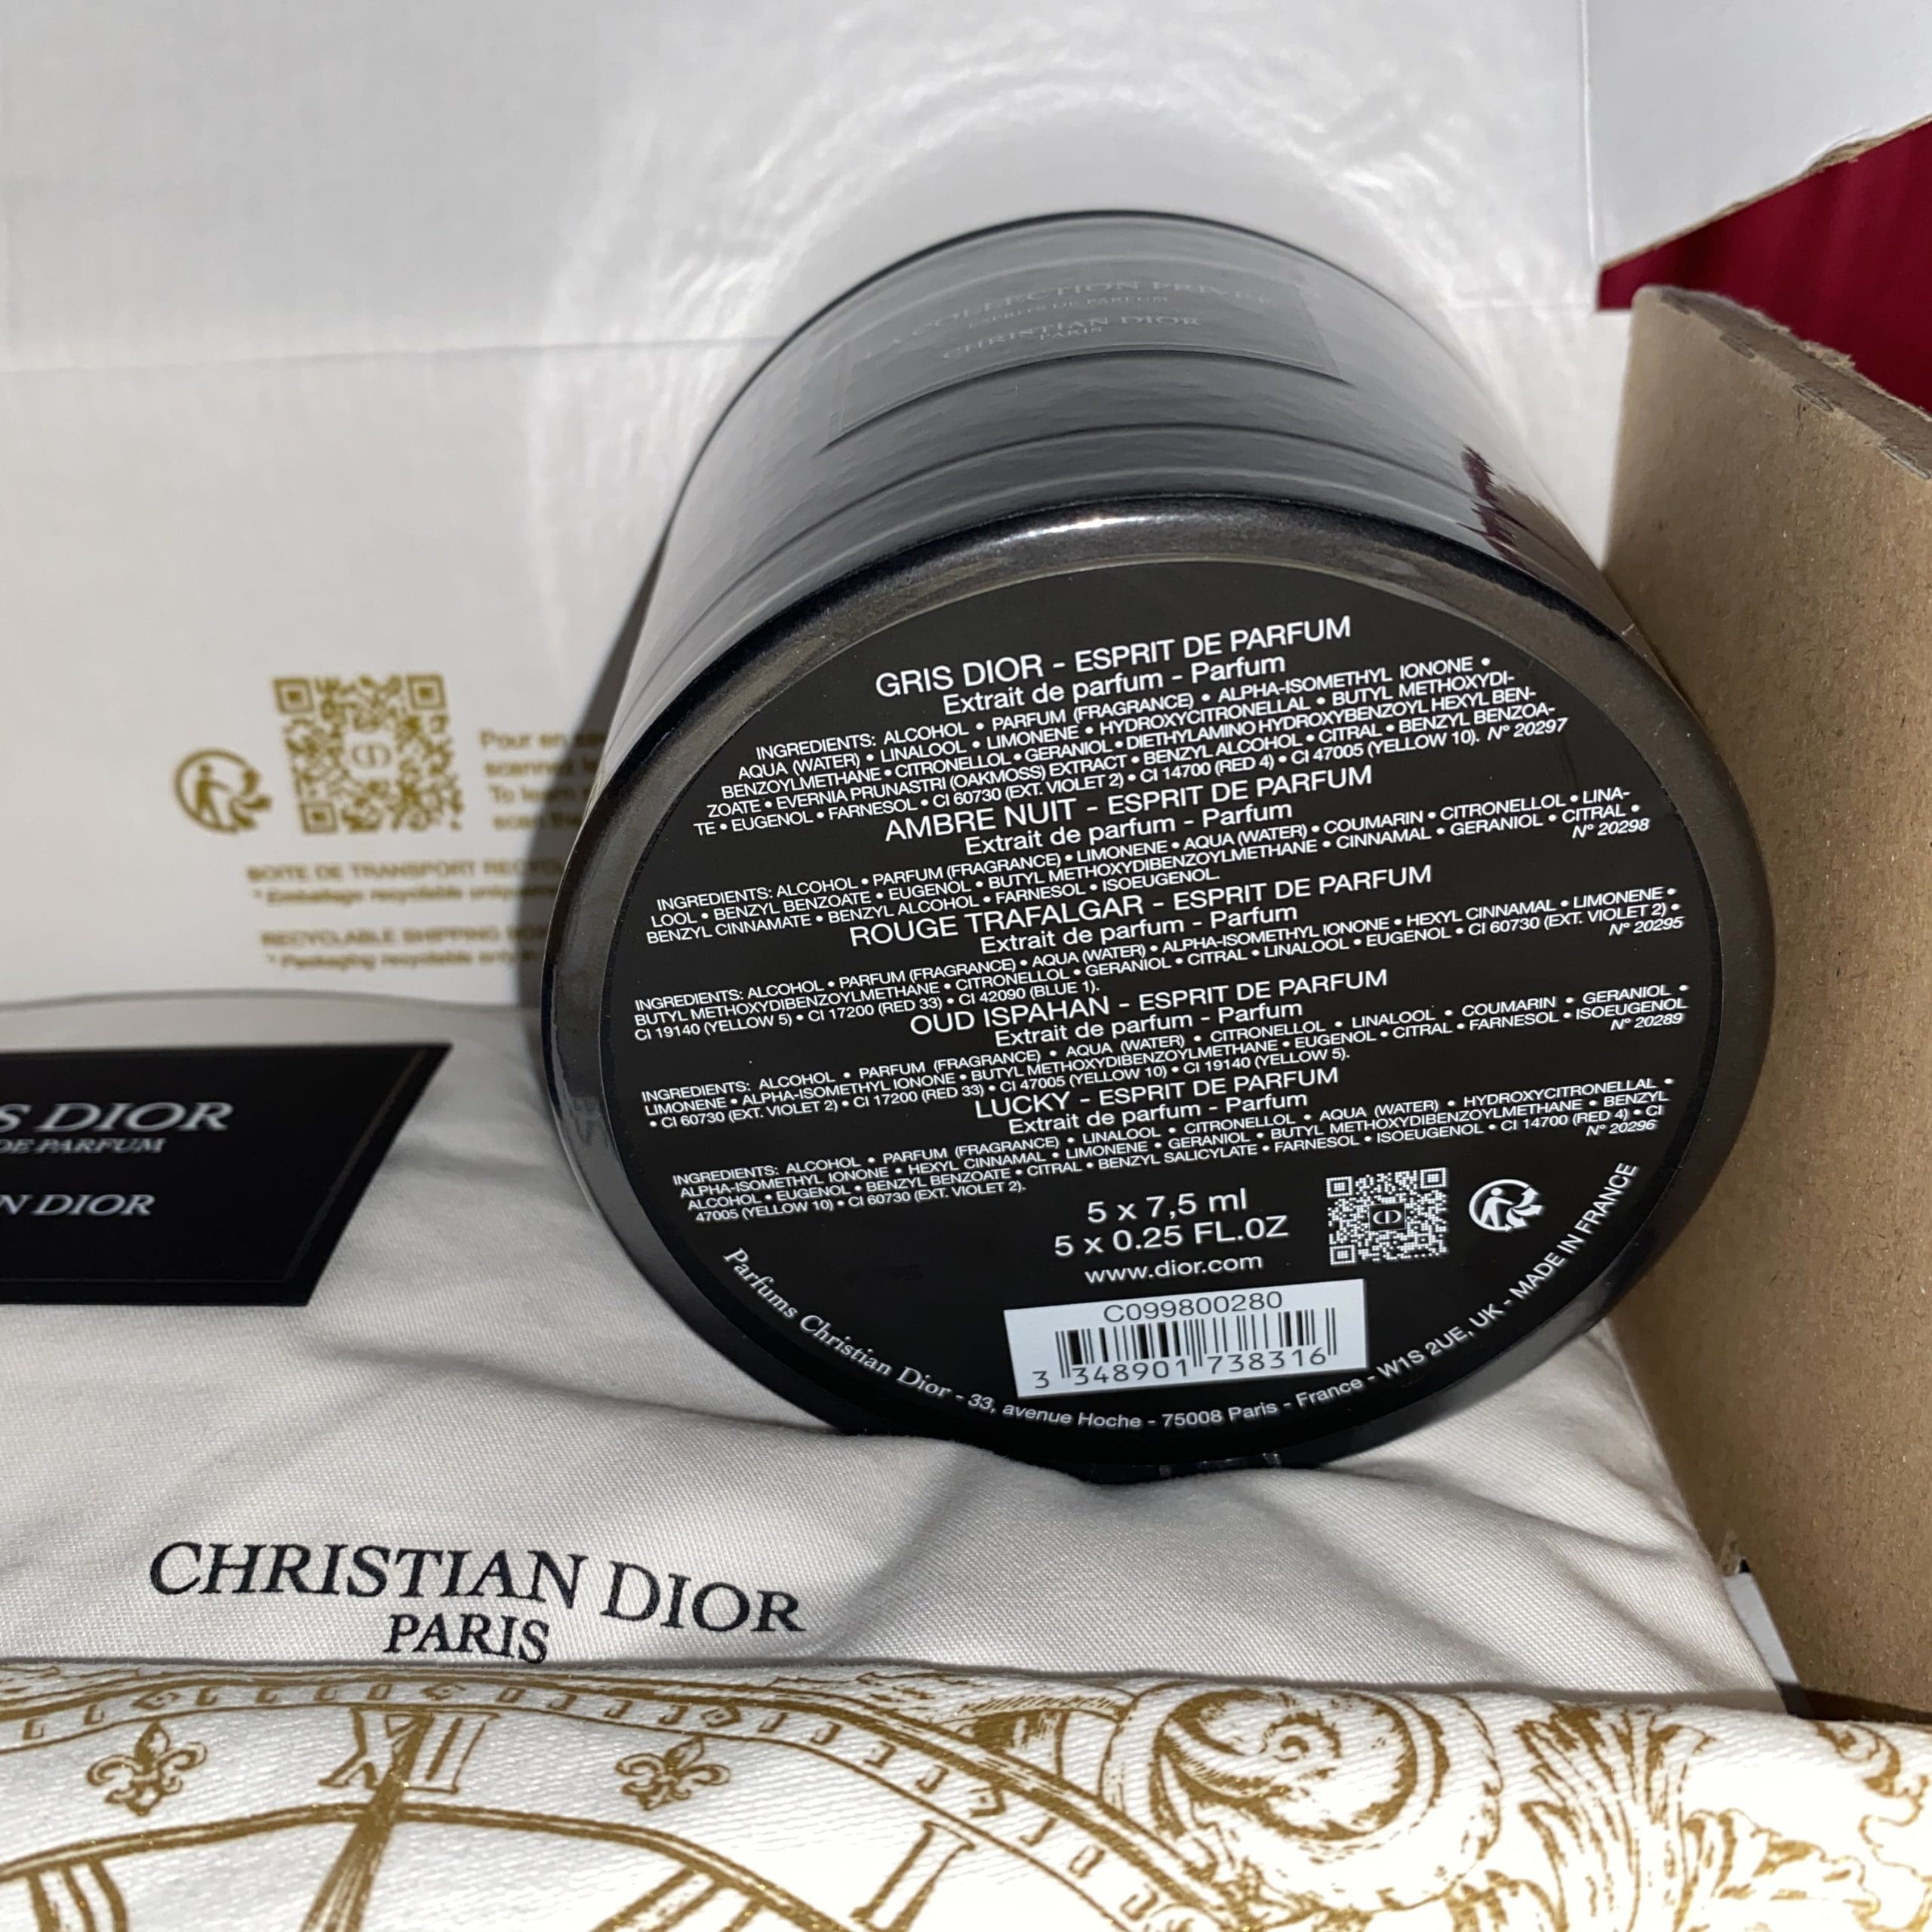 LA COLLECTION PRIVÉE
ESPRIT DE PARFUM
CHRISTIAN DIOR
PARIS
GRIS DIOR - ESPRIT DE PARFUM
Extrait de parfum - Parfum
INGREDIENTS: ALCOHOL • PARFUM (FRAGRANCE) • ALPHA-ISOMETHYL IONONE •
AQUA (WATER) • LINALOOL • LIMONENE • HYDROXYCITRONELLAL • BUTYL METHOXYDI-
BENZOYLMETHANE • CITRONELLOL • GERANIOL • DIETHYLAMINO HYDROXYBENZOYL HEXYL BEN-
ZOATE • EVERNIA PRUNASTRI (OAKMOSS) EXTRACT • BENZYL ALCOHOL • CITRAL • BENZYL BENZOA-
TE • EUGENOL • FARNESOL • CI 60730 (EXT. VIOLET 2) • CI 14700 (RED 4) • CI 47005 (YELLOW 10). N° 20297
AMBRE NUIT - ESPRIT DE PARFUM
Extrait de parfum - Parfum
INGREDIENTS: ALCOHOL • PARFUM (FRAGRANCE) • LIMONENE • AQUA (WATER) • COUMARIN • CITRONELLOL • LINA-
LOOL • BENZYL BENZOATE • EUGENOL • BUTYL METHOXYDIBENZOYLMETHANE • CINNAMAL • GERANIOL • CITRAL •
BENZYL CINNAMATE • BENZYL ALCOHOL • FARNESOL • ISOEUGENOL. N° 20298
ROUGE TRAFALGAR - ESPRIT DE PARFUM
Extrait de parfum - Parfum
INGREDIENTS: ALCOHOL • PARFUM (FRAGRANCE) • AQUA (WATER) • ALPHA-ISOMETHYL IONONE • HEXYL CINNAMAL • LIMONENE •
BUTYL METHOXYDIBENZOYLMETHANE • CITRONELLOL • GERANIOL • CITRAL • LINALOOL • EUGENOL • CI 60730 (EXT. VIOLET 2) •
CI 19140 (YELLOW 5) • CI 17200 (RED 33) • CI 42090 (BLUE 1). N° 20295
OUD ISPAHAN - ESPRIT DE PARFUM
Extrait de parfum - Parfum
INGREDIENTS: ALCOHOL • PARFUM (FRAGRANCE) • AQUA (WATER) • CITRONELLOL • LINALOOL • COUMARIN • GERANIOL •
LIMONENE • ALPHA-ISOMETHYL IONONE • BUTYL METHOXYDIBENZOYLMETHANE • EUGENOL • CITRAL • FARNESOL • ISOEUGENOL
• CI 60730 (EXT. VIOLET 2) • CI 17200 (RED 33) • CI 47005 (YELLOW 10) • CI 19140 (YELLOW 5). N° 20289
LUCKY - ESPRIT DE PARFUM
Extrait de parfum - Parfum
INGREDIENTS: ALCOHOL • PARFUM (FRAGRANCE) • LINALOOL • CITRONELLOL • AQUA (WATER) • HYDROXYCITRONELLAL •
ALPHA-ISOMETHYL IONONE • HEXYL CINNAMAL • LIMONENE • GERANIOL • BUTYL METHOXYDIBENZOYLMETHANE • BENZYL
ALCOHOL • EUGENOL • BENZYL BENZOATE • CITRAL • BENZYL SALICYLATE • FARNESOL • ISOEUGENOL • CI 14700 (RED 4) • CI
47005 (YELLOW 10) • CI 60730 (EXT. VIOLET 2). N° 20296
5 x 7,5 ml
5 x 0.25 FL.OZ
www.dior.com
C099800280
3 348901 738316
Parfums Christian Dior - 33, avenue Hoche - 75008 Paris - France - W1S 2UE, UK - MADE IN FRANCE
Pour en
scannez
To learn
scan
BOITE DE TRANSPORT
* Emballage recyclable
RECYCLABLE SHIPPING
* Packaging recyclable only
S DIOR
DE PARFUM
N DIOR
CHRISTIAN DIOR
PARIS